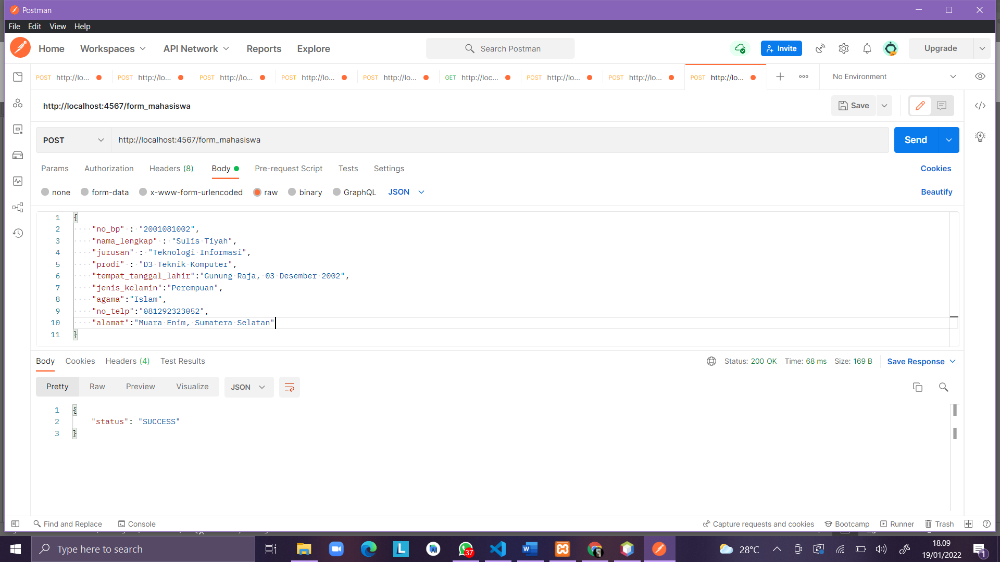 Postman
File Edit View Help
Home Workspaces API Network Reports Explore Search Postman Invite Upgrade
POST http://lo... POST http://lo... POST http://lo... POST http://lo... POST http://lo... GET http://loc... POST http://lo... POST http://lo... POST http://lo... No Environment
http://localhost:4567/form_mahasiswa Save
POST http://localhost:4567/form_mahasiswa Send
Params Authorization Headers (8) Body Pre-request Script Tests Settings Cookies
none form-data x-www-form-urlencoded raw binary GraphQL JSON Beautify
1 {
2 "no_bp" : "2001081002",
3 "nama_lengkap" : "Sulis Tiyah",
4 "jurusan" : "Teknologi Informasi",
5 "prodi" : "D3 Teknik Komputer",
6 "tempat_tanggal_lahir":"Gunung Raja, 03 Desember 2002",
7 "jenis_kelamin":"Perempuan",
8 "agama":"Islam",
9 "no_telp":"081292323052",
10 "alamat":"Muara Enim, Sumatera Selatan"
11 }
Body Cookies Headers (4) Test Results Status: 200 OK Time: 68 ms Size: 169 B Save Response
Pretty Raw Preview Visualize JSON
1 {
2 "status": "SUCCESS"
3 }
Find and Replace Console Capture requests and cookies Bootcamp Runner Trash
Type here to search 37 28°C 18.09
19/01/2022 1